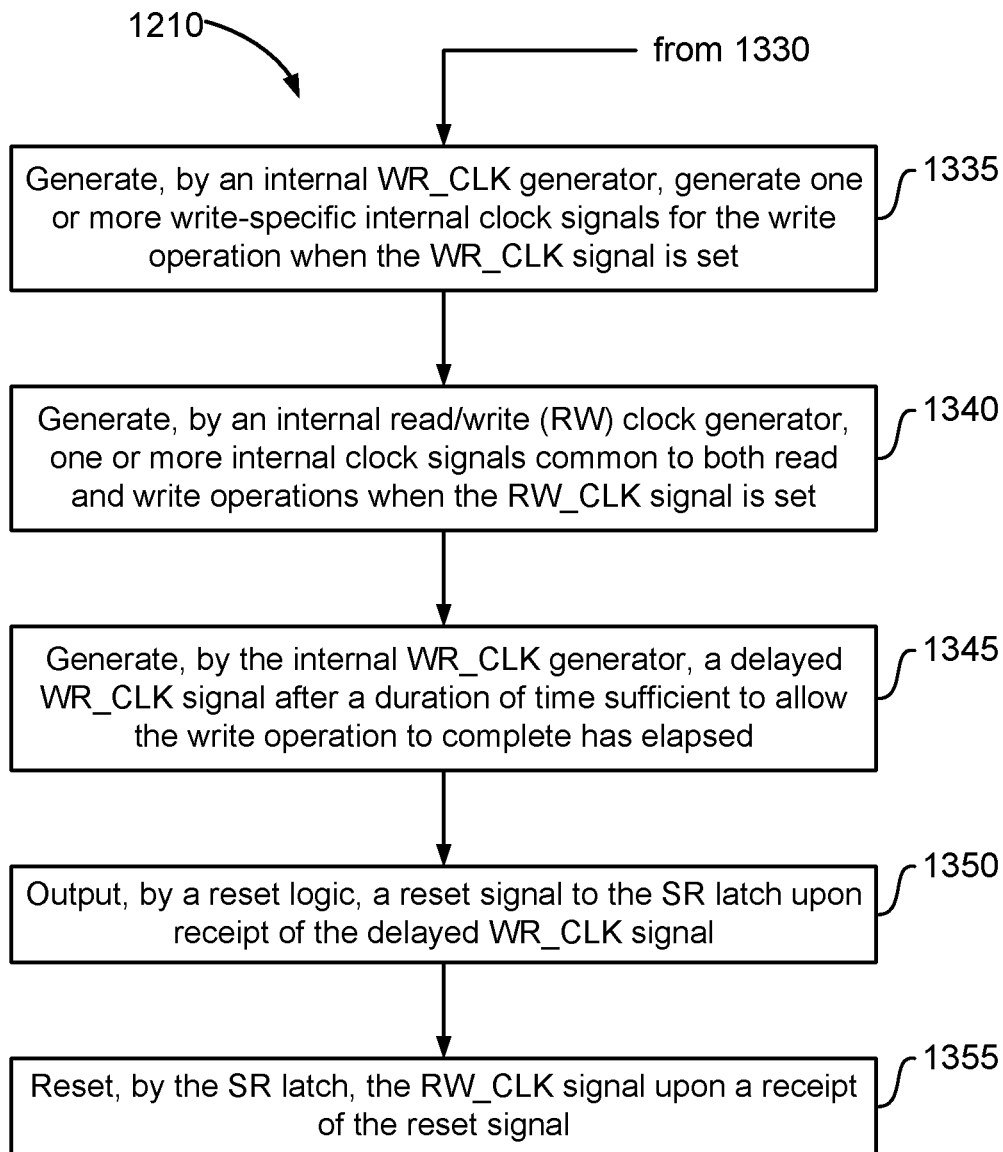 1210
from 1330
Generate, by an internal WR_CLK generator, generate one
or more write-specific internal clock signals for the write
operation when the WR_CLK signal is set
1335
Generate, by an internal read/write (RW) clock generator,
one or more internal clock signals common to both read
and write operations when the RW_CLK signal is set
1340
Generate, by the internal WR_CLK generator, a delayed
WR_CLK signal after a duration of time sufficient to allow
the write operation to complete has elapsed
1345
Output, by a reset logic, a reset signal to the SR latch upon
receipt of the delayed WR_CLK signal
1350
Reset, by the SR latch, the RW_CLK signal upon a receipt
of the reset signal
1355